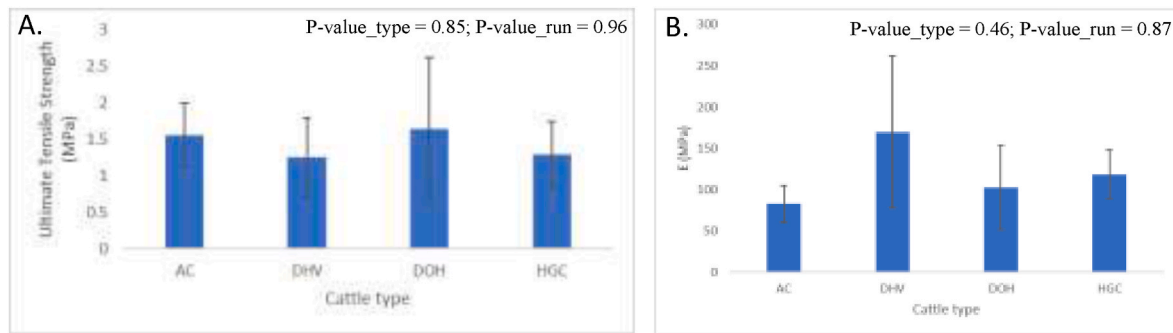 A.
P-value_type = 0.85; P-value_run = 0.96
Ultimate Tensile Strength
(MPa)
3
2.5
2
1.5
1
0.5
0
AC DHV DOH HGC
Cattle type
B.
P-value_type = 0.46; P-value_run = 0.87
E (MPa)
300
250
200
150
100
50
0
AC DHV DOH HGC
Cattle type